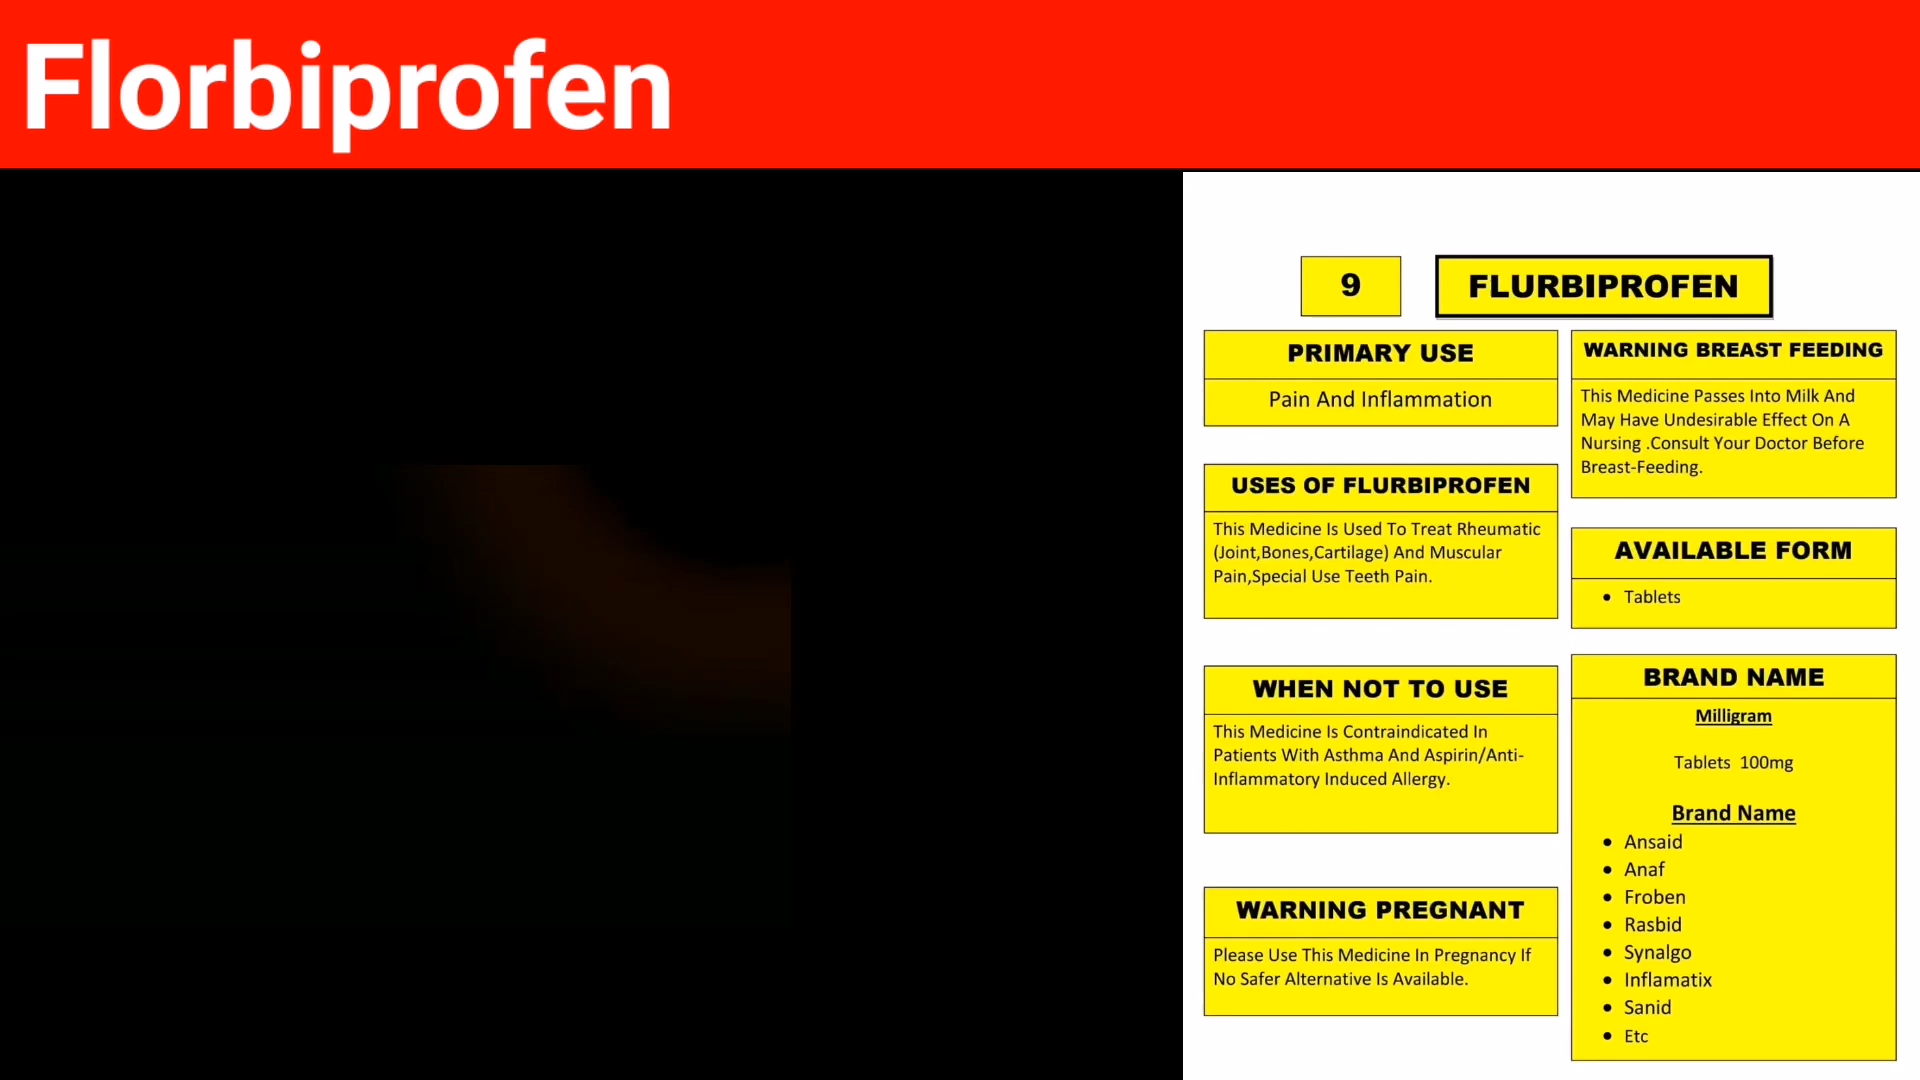 Florbiprofen
9
FLURBIPROFEN
PRIMARY USE
Pain And Inflammation
USES OF FLURBIPROFEN
This Medicine Is Used To Treat Rheumatic
(Joint,Bones,Cartilage) And Muscular
Pain,Special Use Teeth Pain.
WHEN NOT TO USE
This Medicine Is Contraindicated In
Patients With Asthma And Aspirin/Anti-
Inflammatory Induced Allergy.
WARNING PREGNANT
Please Use This Medicine In Pregnancy If
No Safer Alternative Is Available.
WARNING BREAST FEEDING
This Medicine Passes Into Milk And
May Have Undesirable Effect On A
Nursing .Consult Your Doctor Before
Breast-Feeding.
AVAILABLE FORM
• Tablets
BRAND NAME
Milligram
Tablets 100mg
Brand Name
• Ansaid
• Anaf
• Froben
• Rasbid
• Synalgo
• Inflamatix
• Sanid
• Etc